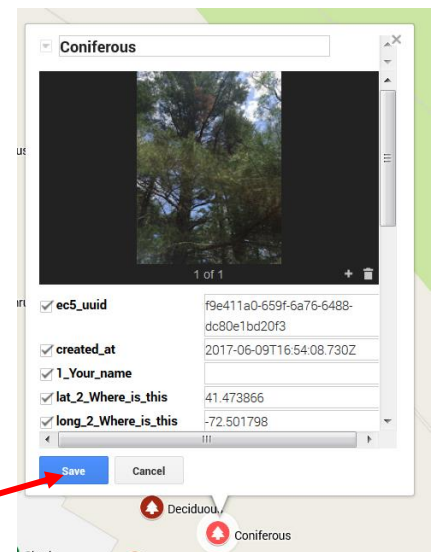 Coniferous
1 of 1
ec5_uuid
f9e411a0-659f-6a76-6488-
dc80e1bd20f3
created_at
2017-06-09T16:54:08.730Z
1_Your_name
lat_2_Where_is_this
41.473866
long_2_Where_is_this
-72.501798
Save
Cancel
Coniferous